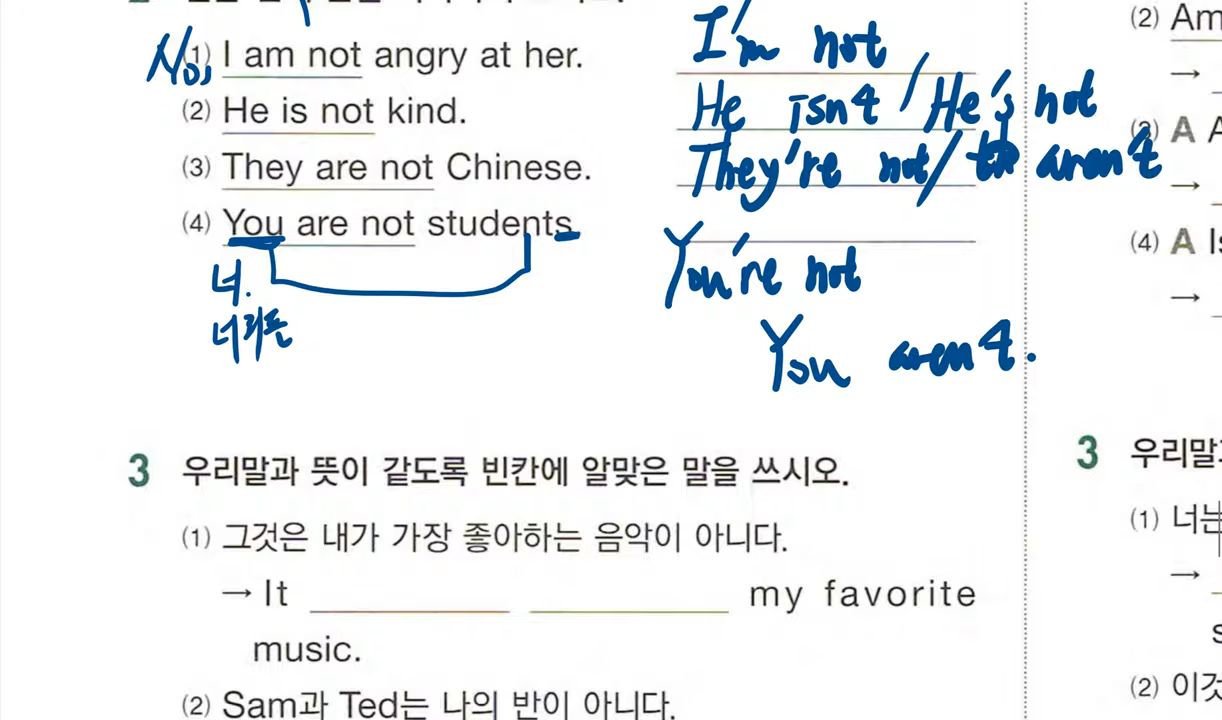 No,
(1) I am not angry at her. I'm not
(2) He is not kind. He isn't / He's not
(3) They are not Chinese. They're not / aren't
(4) You are not students. You're not
너.
너희는
You aren't.
3 우리말과 뜻이 같도록 빈칸에 알맞은 말을 쓰시오.
(1) 그것은 내가 가장 좋아하는 음악이 아니다.
→ It my favorite
music.
(2) Sam과 Ted는 나의 반이 아니다.
(2) Am
→
A
→
(4) A Is
→
3 우리말
(1) 너는
→
s
(2) 이것